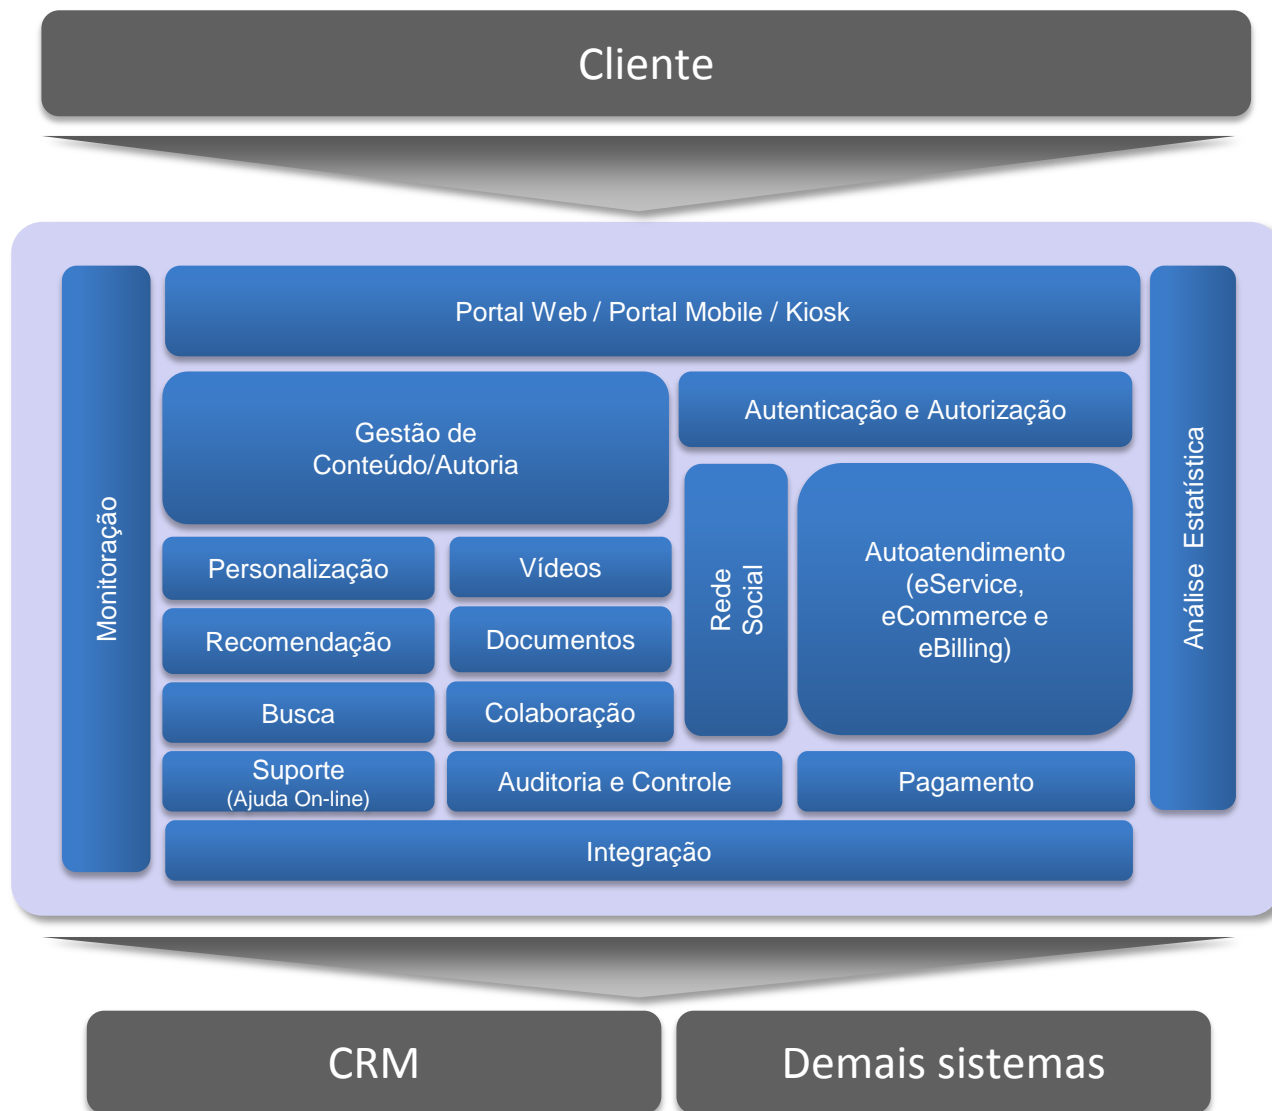 Cliente
Portal Web / Portal Mobile / Kiosk
Monitoração
Gestão de
Conteúdo/Autoria
Autenticação e Autorização
Análise Estatística
Personalização
Vídeos
Rede
Social
Autoatendimento
(eService,
eCommerce e
eBilling)
Recomendação
Documentos
Busca
Colaboração
Suporte
(Ajuda On-line)
Auditoria e Controle
Pagamento
Integração
CRM
Demais sistemas